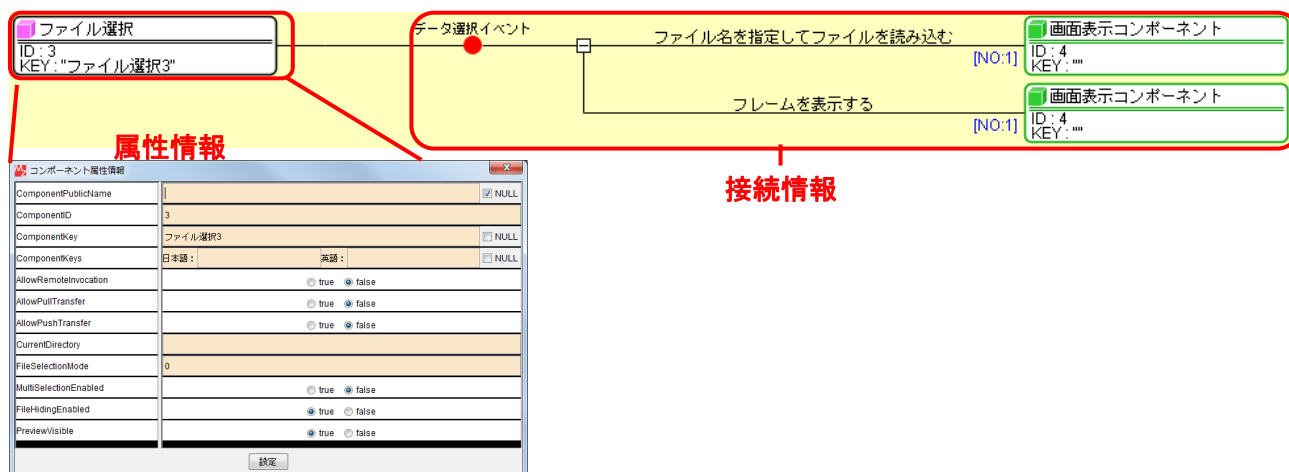 ファイル選択
ID : 3
KEY : "ファイル選択3"
データ選択イベント
ファイル名を指定してファイルを読み込む
[NO:1]
画面表示コンポーネント
ID : 4
KEY : ""
フレームを表示する
[NO:1]
画面表示コンポーネント
ID : 4
KEY : ""
属性情報
接続情報
コンポーネント属性情報
ComponentPublicName NULL
ComponentID 3
ComponentKey ファイル選択3 NULL
ComponentKeys 日本語： 英語： NULL
AllowRemoteInvocation true false
AllowPullTransfer true false
AllowPushTransfer true false
CurrentDirectory
FileSelectionMode 0
MultiSelectionEnabled true false
FileHidingEnabled true false
PreviewVisible true false
設定